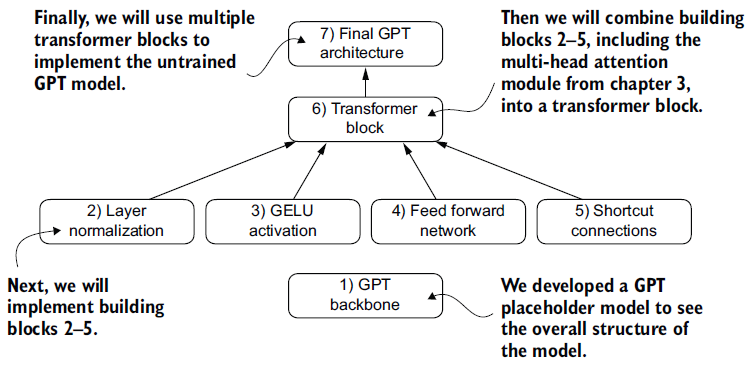 Finally, we will use multiple
transformer blocks to
implement the untrained
GPT model.
7) Final GPT
architecture
Then we will combine building
blocks 2–5, including the
multi-head attention
module from chapter 3,
into a transformer block.
6) Transformer
block
2) Layer
normalization
3) GELU
activation
4) Feed forward
network
5) Shortcut
connections
Next, we will
implement building
blocks 2–5.
1) GPT
backbone
We developed a GPT
placeholder model to see
the overall structure of
the model.